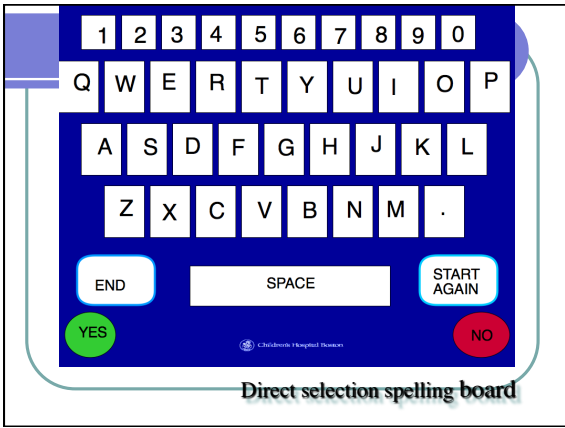 1 2 3 4 5 6 7 8 9 0
Q W E R T Y U I O P
A S D F G H J K L
Z X C V B N M .
END
SPACE
START
AGAIN
YES
NO
Children's Hospital Boston
Direct selection spelling board